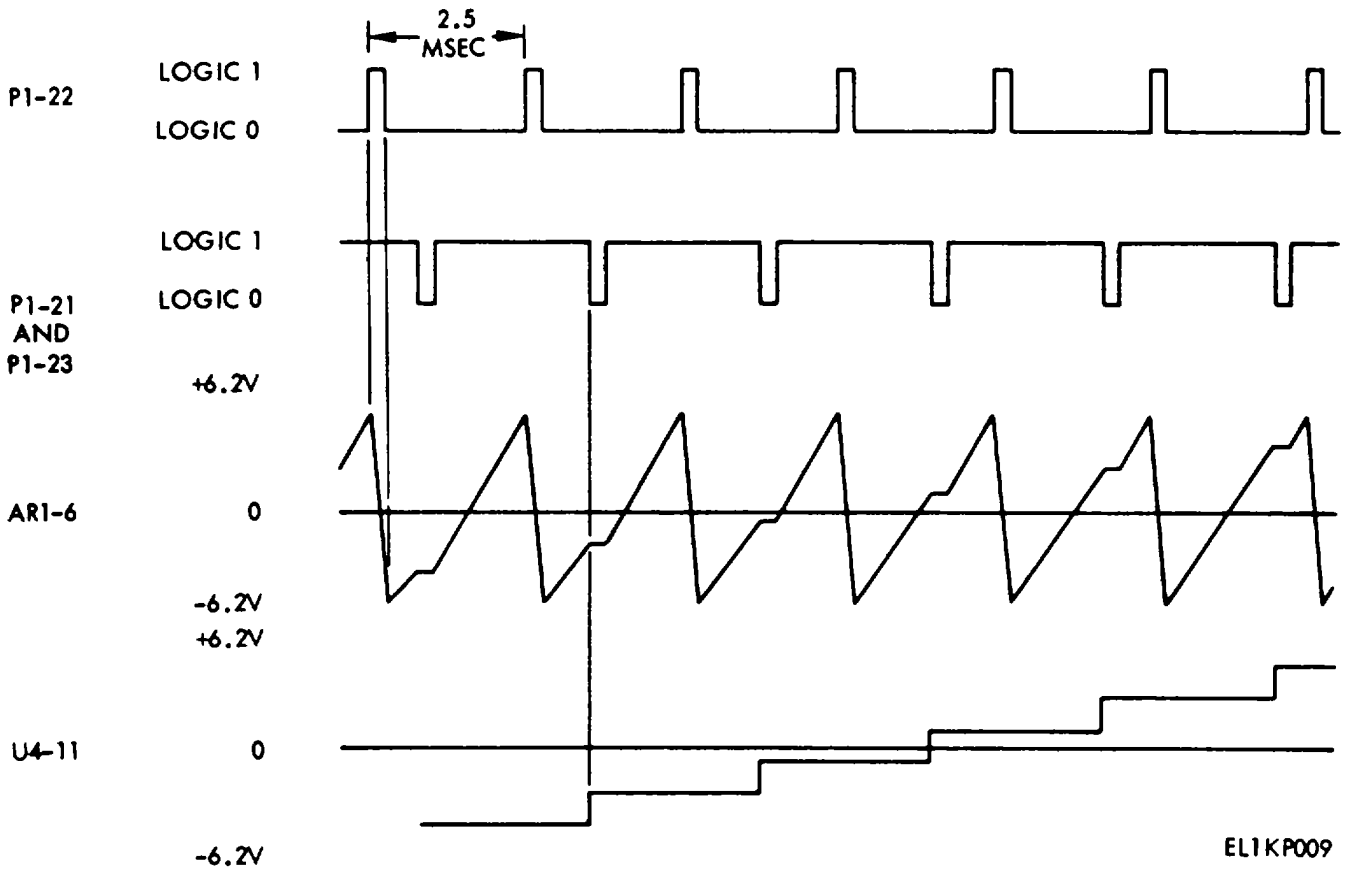 2.5
MSEC
P1-22
LOGIC 1
LOGIC 0
LOGIC 1
LOGIC 0
P1-21
AND
P1-23
+6.2V
AR1-6
0
-6.2V
+6.2V
U4-11
0
-6.2V
EL1KP009